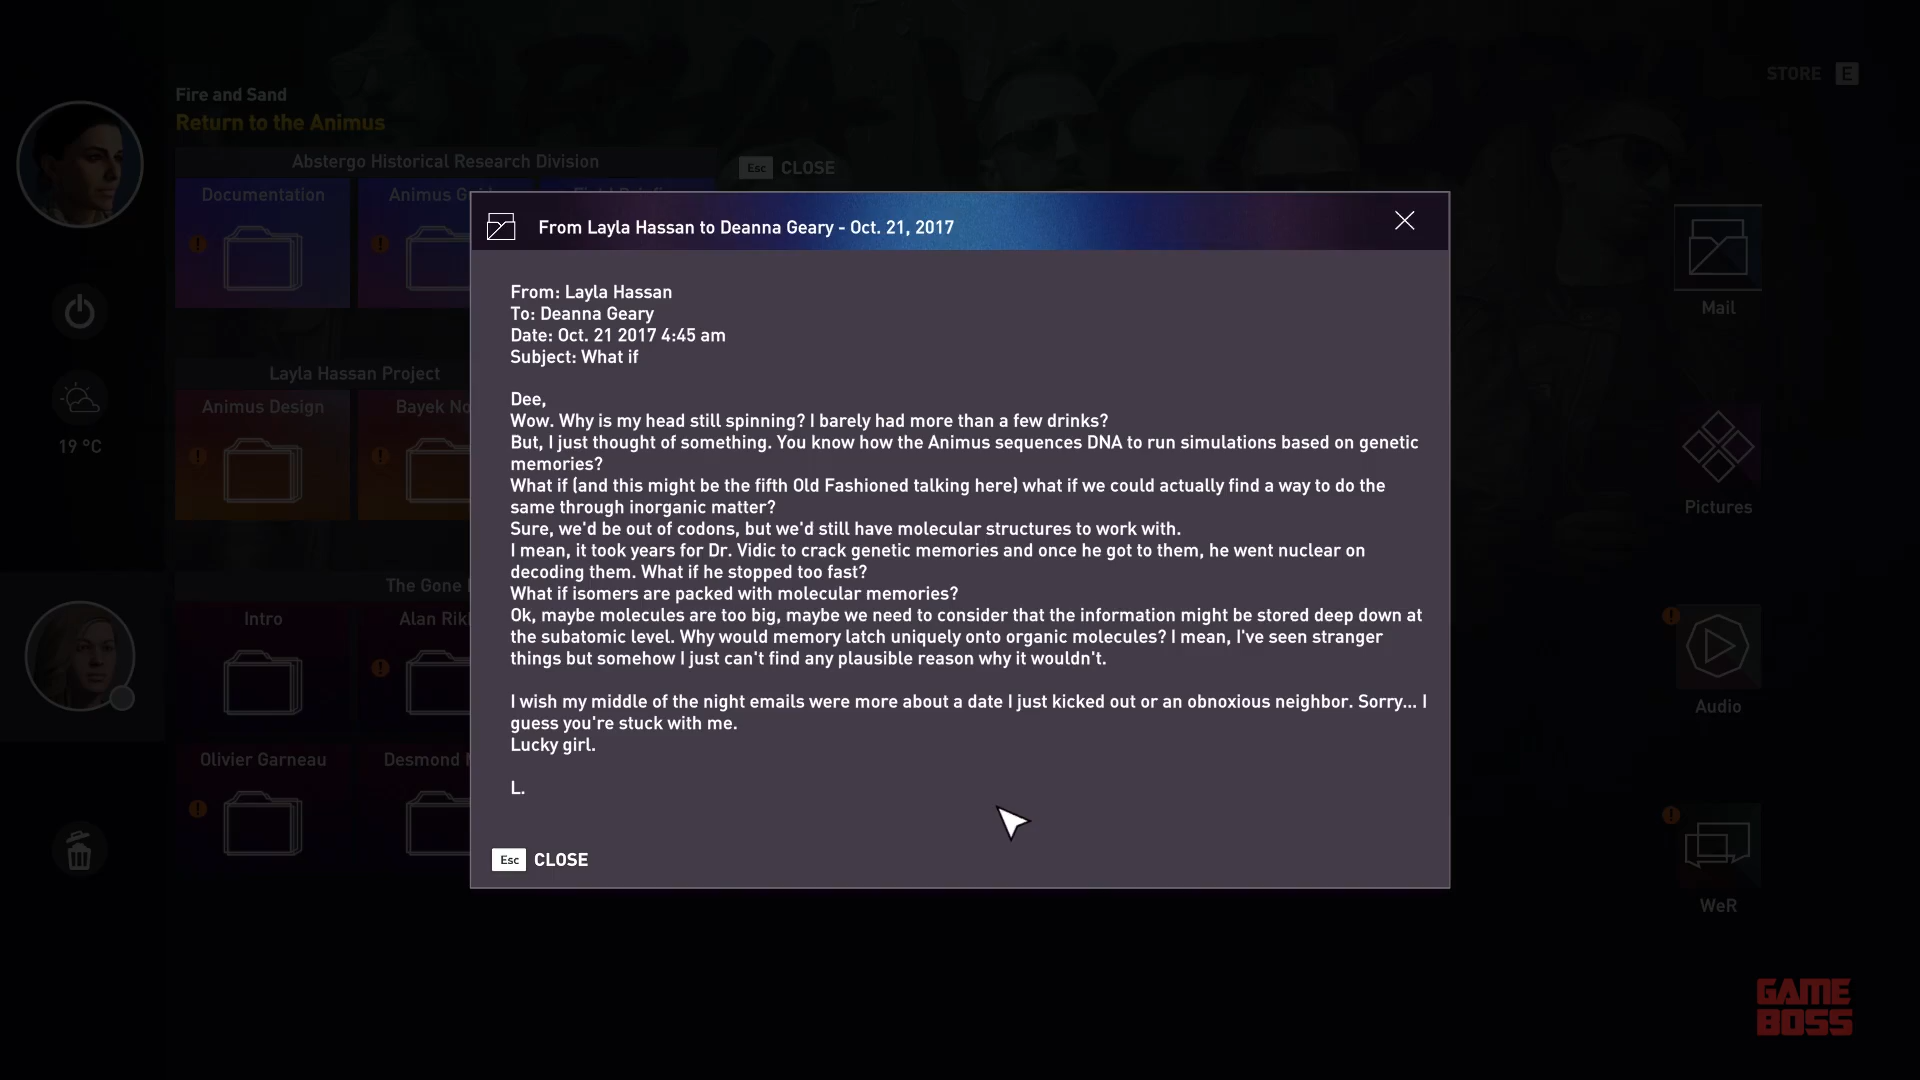 STORE E
Fire and Sand
Return to the Animus
Abstergo Historical Research Division
Esc CLOSE
Documentation
Animus
From Layla Hassan to Deanna Geary - Oct. 21, 2017
From: Layla Hassan
To: Deanna Geary
Date: Oct. 21 2017 4:45 am
Subject: What if
Dee,
Wow. Why is my head still spinning? I barely had more than a few drinks?
But, I just thought of something. You know how the Animus sequences DNA to run simulations based on genetic
memories?
What if (and this might be the fifth Old Fashioned talking here) what if we could actually find a way to do the
same through inorganic matter?
Sure, we'd be out of codons, but we'd still have molecular structures to work with.
I mean, it took years for Dr. Vidic to crack genetic memories and once he got to them, he went nuclear on
decoding them. What if he stopped too fast?
What if isomers are packed with molecular memories?
Ok, maybe molecules are too big, maybe we need to consider that the information might be stored deep down at
the subatomic level. Why would memory latch uniquely onto organic molecules? I mean, I've seen stranger
things but somehow I just can't find any plausible reason why it wouldn't.
I wish my middle of the night emails were more about a date I just kicked out or an obnoxious neighbor. Sorry... I
guess you're stuck with me.
Lucky girl.
L.
Esc CLOSE
Layla Hassan Project
Animus Design
Bayek No
19 °C
The Gone
Intro
Alan Rik
Olivier Garneau
Desmond
Mail
Pictures
Audio
WeR
GAME
BOSS